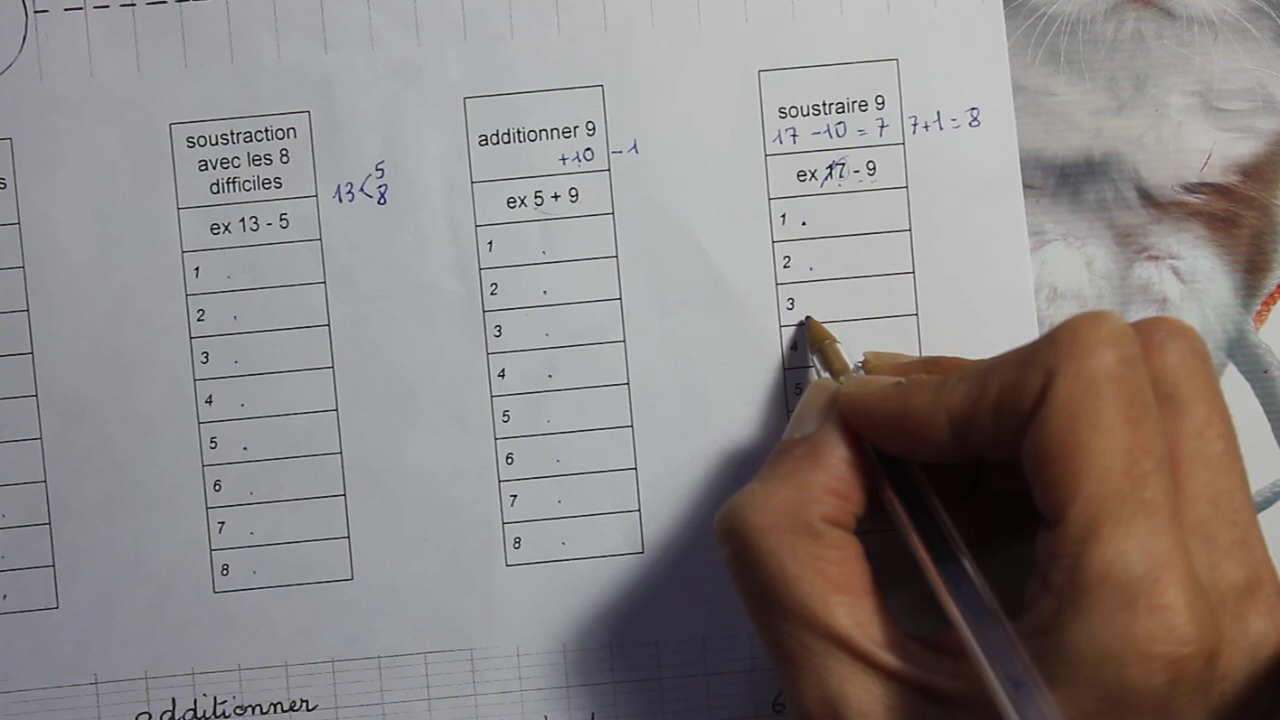 s
soustraction
avec les 8
difficiles
ex 13 - 5
13 < 5
8
1 .
2 .
3 .
4 .
5 .
6 .
7 .
8 .
additionner 9
+10 -1
ex 5 + 9
1 .
2 .
3 .
4 .
5 .
6 .
7 .
8 .
soustraire 9
17 -10 = 7 7+1 = 8
ex 17 - 9
1 .
2 .
3
4
5
additionner
6